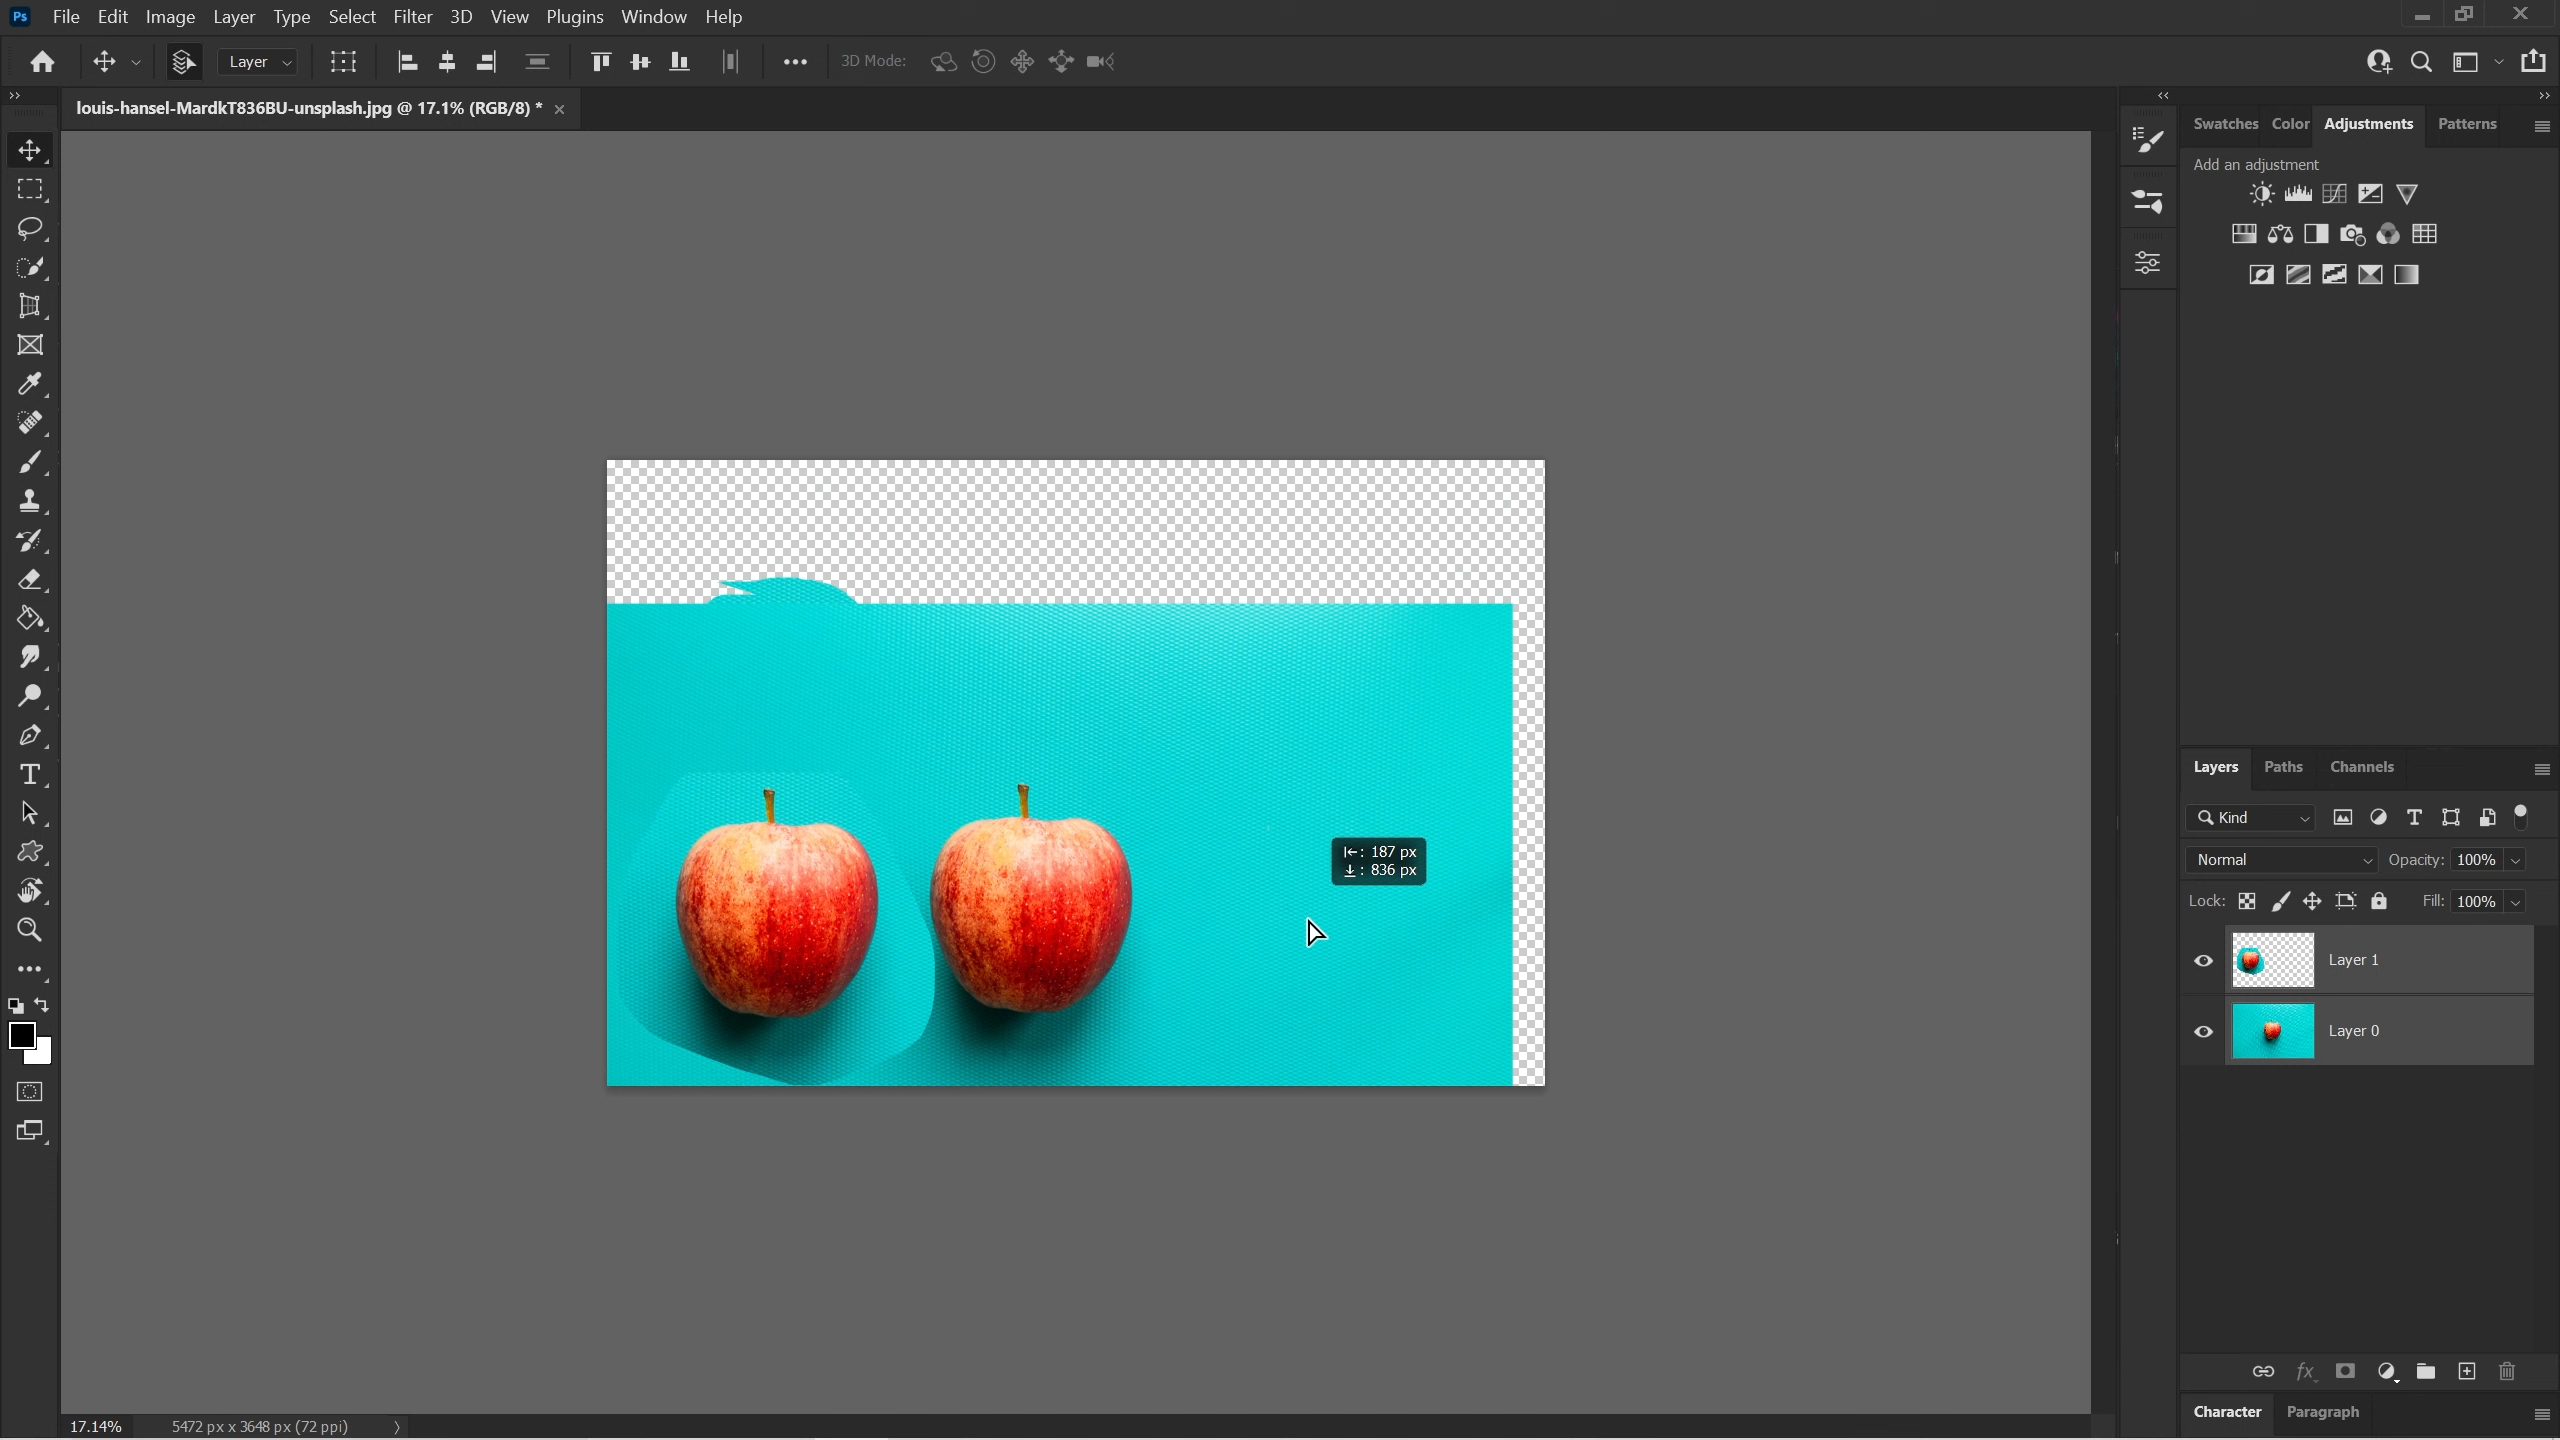 Ps File Edit Image Layer Type Select Filter 3D View Plugins Window Help
Layer 3D Mode:
louis-hansel-MardkT836BU-unsplash.jpg @ 17.1% (RGB/8) *
Swatches Color Adjustments Patterns
Add an adjustment
187 px
836 px
Layers Paths Channels
Kind
Normal Opacity: 100%
Lock: Fill: 100%
Layer 1
Layer 0
fx
Character Paragraph
17.14% 5472 px x 3648 px (72 ppi)